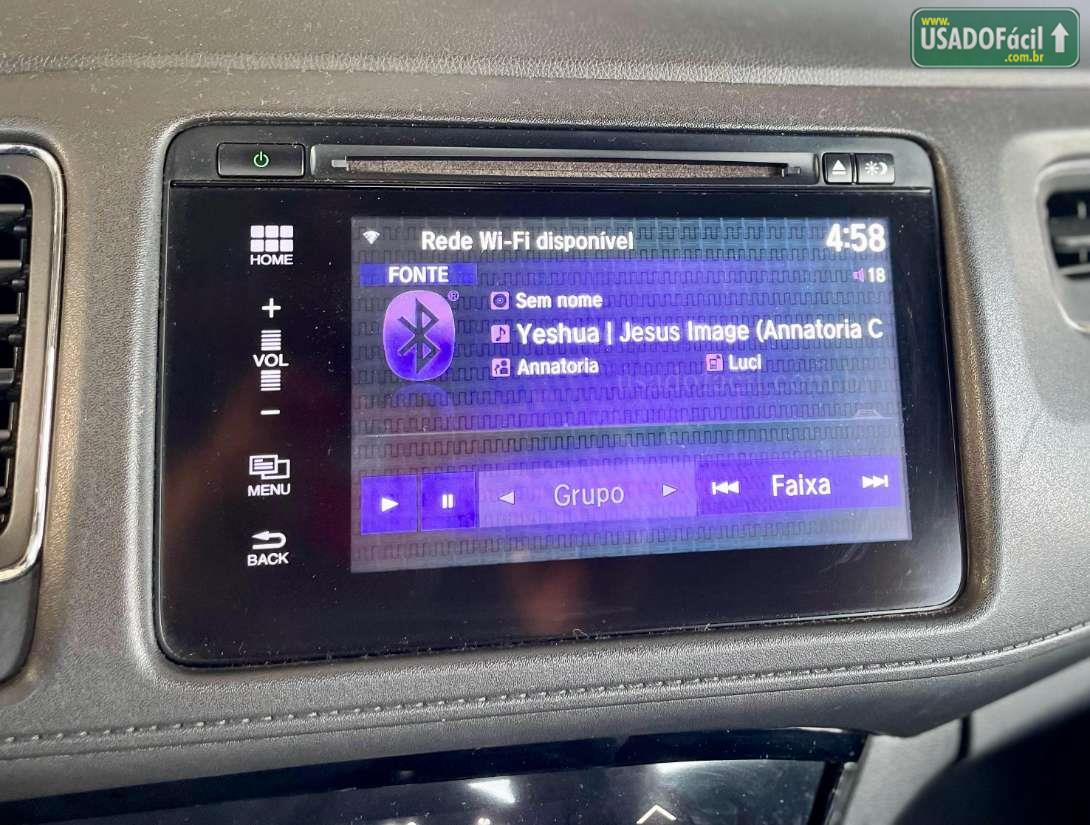 www.
USADOFácil
.com.br
HOME
+
VOL
−
MENU
BACK
Rede Wi-Fi disponível
4:58
FONTE
18
®
Sem nome
Yeshua | Jesus Image (Annatoria C
Annatoria
Luci
Grupo
Faixa